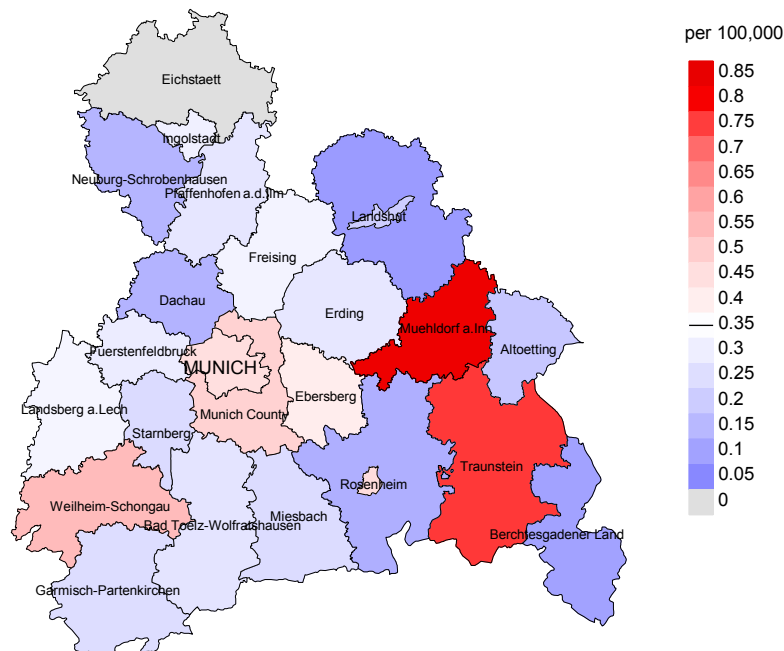 per 100,000
0.85
0.8
0.75
0.7
0.65
0.6
0.55
0.5
0.45
0.4
0.35
0.3
0.25
0.2
0.15
0.1
0.05
0
Eichstaett
Ingolstadt
Neuburg-Schrobenhausen
Pfaffenhofen a.d.Ilm
Landshut
Freising
Dachau
Erding
Muehldorf a.Inn
Altoetting
Fuerstenfeldbruck
MUNICH
Ebersberg
Landsberg a.Lech
Munich County
Starnberg
Traunstein
Rosenheim
Weilheim-Schongau
Bad Toelz-Wolfratshausen
Miesbach
Berchtesgadener Land
Garmisch-Partenkirchen